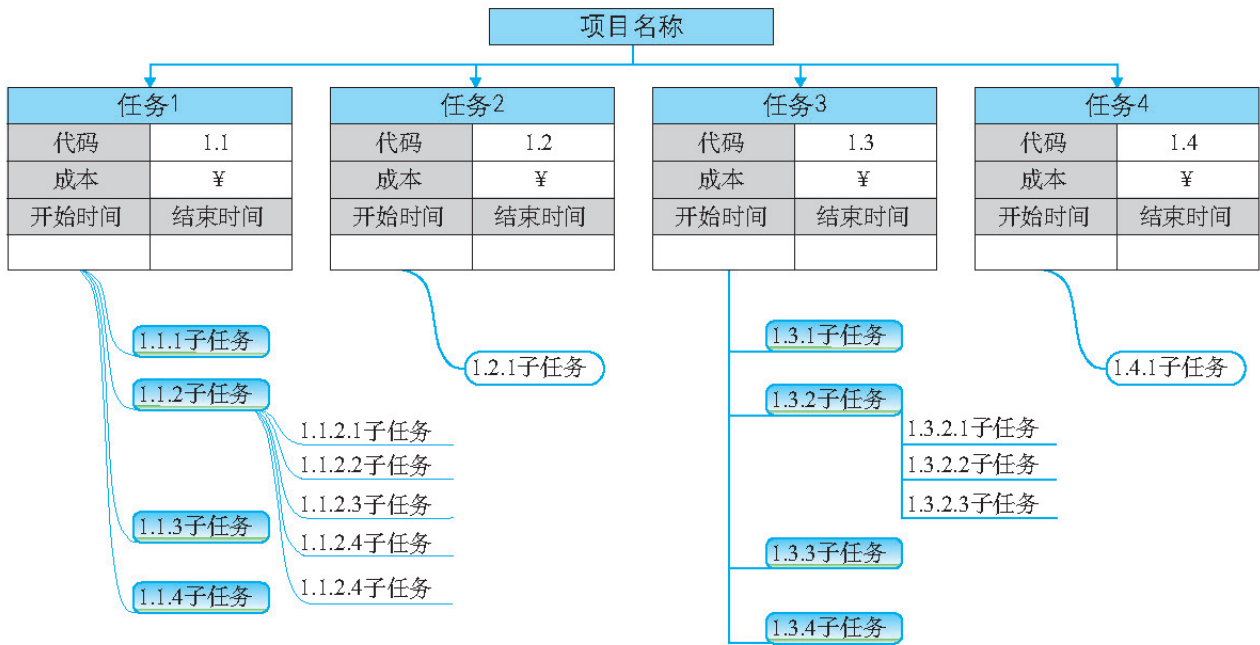 项目名称
任务1
代码 1.1
成本 ¥
开始时间 结束时间
任务2
代码 1.2
成本 ¥
开始时间 结束时间
任务3
代码 1.3
成本 ¥
开始时间 结束时间
任务4
代码 1.4
成本 ¥
开始时间 结束时间
1.1.1子任务
1.1.2子任务
1.1.2.1子任务
1.1.2.2子任务
1.1.2.3子任务
1.1.2.4子任务
1.1.2.4子任务
1.1.3子任务
1.1.4子任务
1.2.1子任务
1.3.1子任务
1.3.2子任务
1.3.2.1子任务
1.3.2.2子任务
1.3.2.3子任务
1.3.3子任务
1.3.4子任务
1.4.1子任务